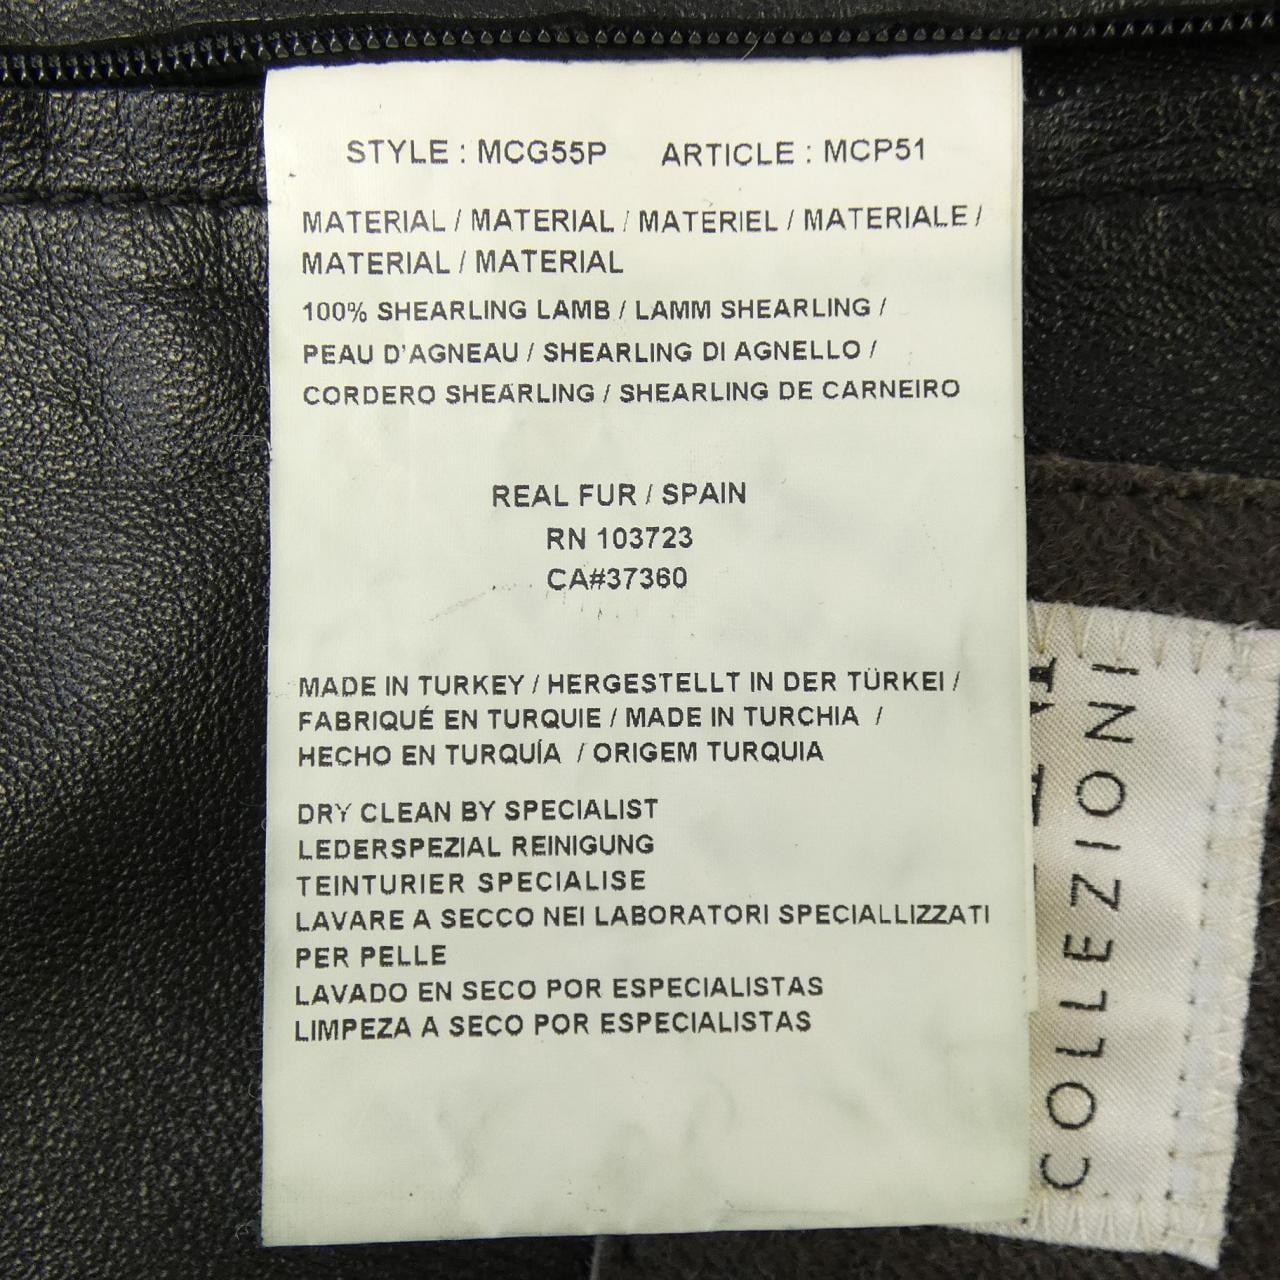 STYLE : MCG55P ARTICLE : MCP51
MATERIAL / MATERIAL / MATERIEL / MATERIALE /
MATERIAL / MATERIAL
100% SHEARLING LAMB / LAMM SHEARLING /
PEAU D'AGNEAU / SHEARLING DI AGNELLO /
CORDERO SHEARLING / SHEARLING DE CARNEIRO
REAL FUR / SPAIN
RN 103723
CA#37360
MADE IN TURKEY / HERGESTELLT IN DER TÜRKEI /
FABRIQUÉ EN TURQUIE / MADE IN TURCHIA /
HECHO EN TURQUÍA / ORIGEM TURQUIA
DRY CLEAN BY SPECIALIST
LEDERSPEZIAL REINIGUNG
TEINTURIER SPECIALISE
LAVARE A SECCO NEI LABORATORI SPECIALLIZZATI
PER PELLE
LAVADO EN SECO POR ESPECIALISTAS
LIMPEZA A SECO POR ESPECIALISTAS
COLLEZIONI